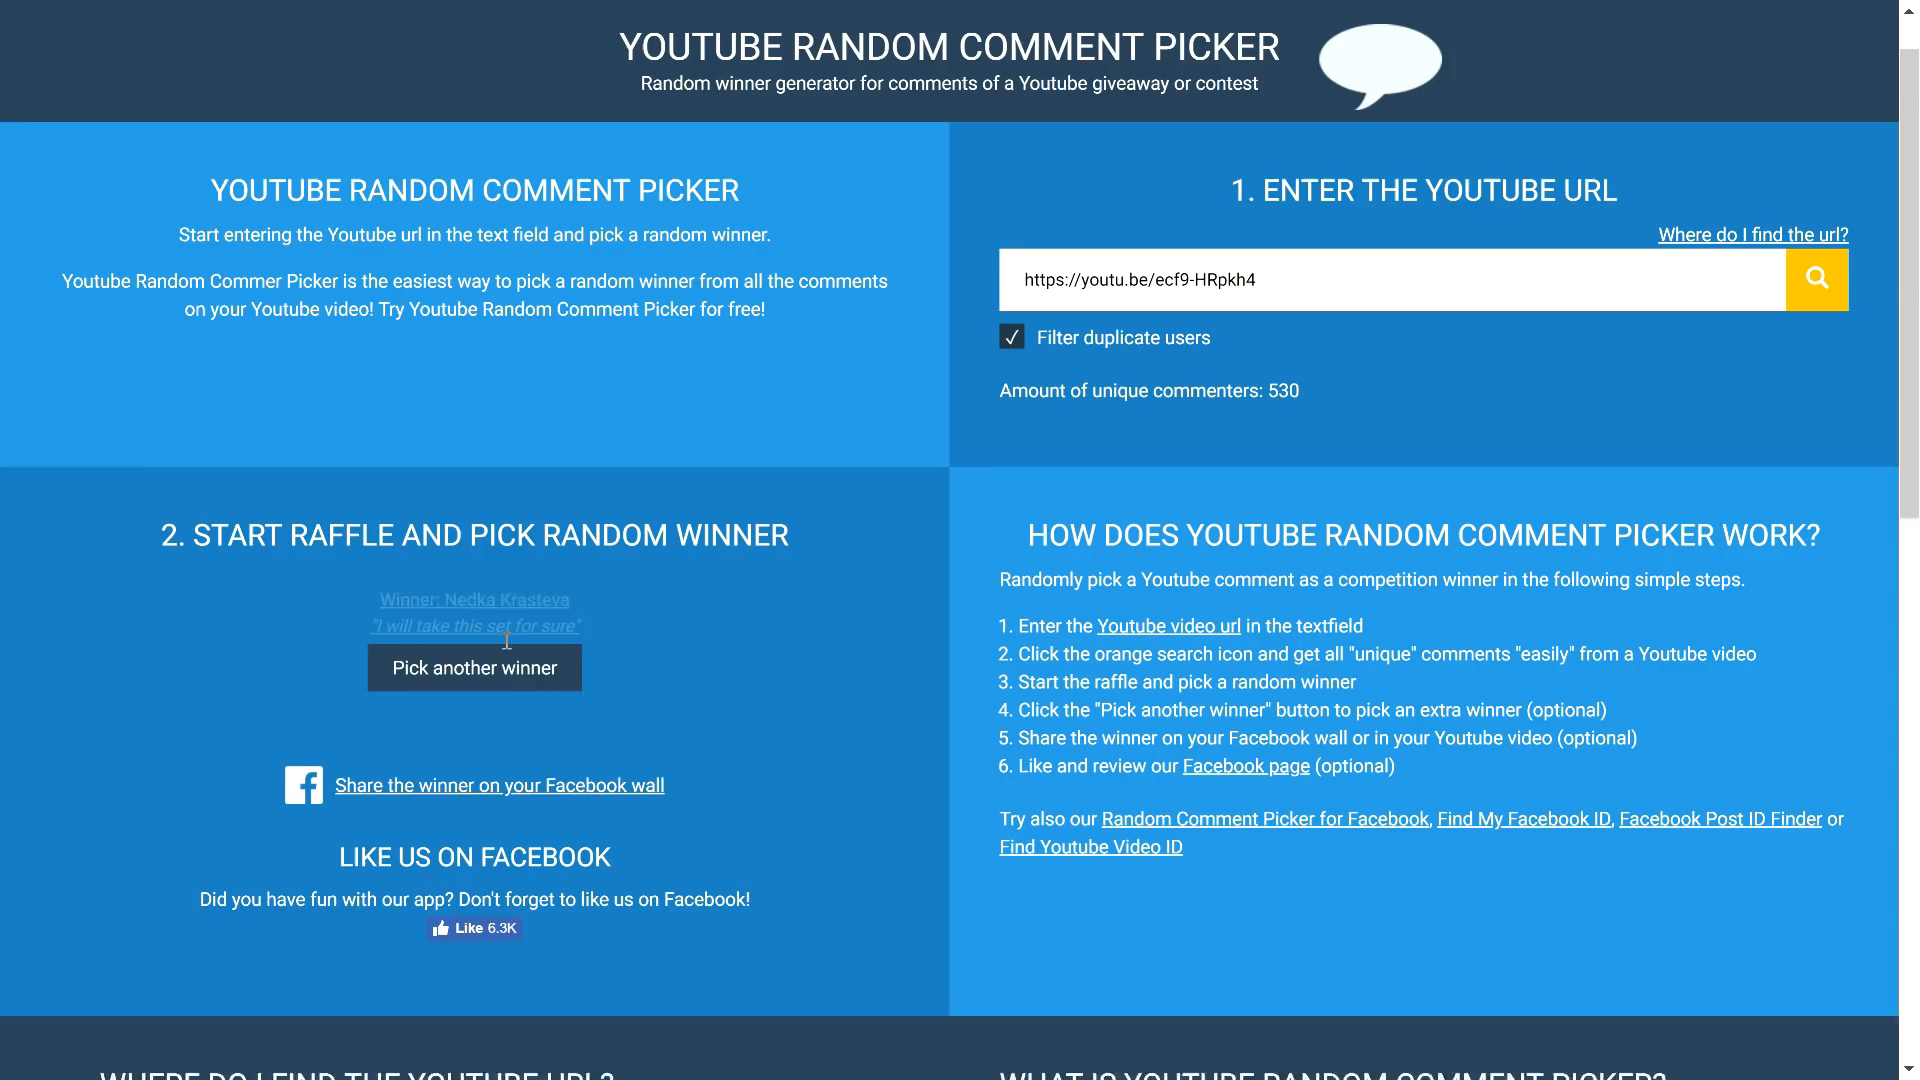 YOUTUBE RANDOM COMMENT PICKER
Random winner generator for comments of a Youtube giveaway or contest
YOUTUBE RANDOM COMMENT PICKER
Start entering the Youtube url in the text field and pick a random winner.
Youtube Random Commer Picker is the easiest way to pick a random winner from all the comments
on your Youtube video! Try Youtube Random Comment Picker for free!
1. ENTER THE YOUTUBE URL
Where do I find the url?
https://youtu.be/ecf9-HRpkh4
Filter duplicate users
Amount of unique commenters: 530
2. START RAFFLE AND PICK RANDOM WINNER
Winner: Nedka Krasteva
"I will take this set for sure"
Pick another winner
Share the winner on your Facebook wall
LIKE US ON FACEBOOK
Did you have fun with our app? Don't forget to like us on Facebook!
Like 6.3K
HOW DOES YOUTUBE RANDOM COMMENT PICKER WORK?
Randomly pick a Youtube comment as a competition winner in the following simple steps.
1. Enter the Youtube video url in the textfield
2. Click the orange search icon and get all "unique" comments "easily" from a Youtube video
3. Start the raffle and pick a random winner
4. Click the "Pick another winner" button to pick an extra winner (optional)
5. Share the winner on your Facebook wall or in your Youtube video (optional)
6. Like and review our Facebook page (optional)
Try also our Random Comment Picker for Facebook, Find My Facebook ID, Facebook Post ID Finder or
Find Youtube Video ID
WHERE DO I FIND THE YOUTUBE URL?
WHAT IS YOUTUBE RANDOM COMMENT PICKER?